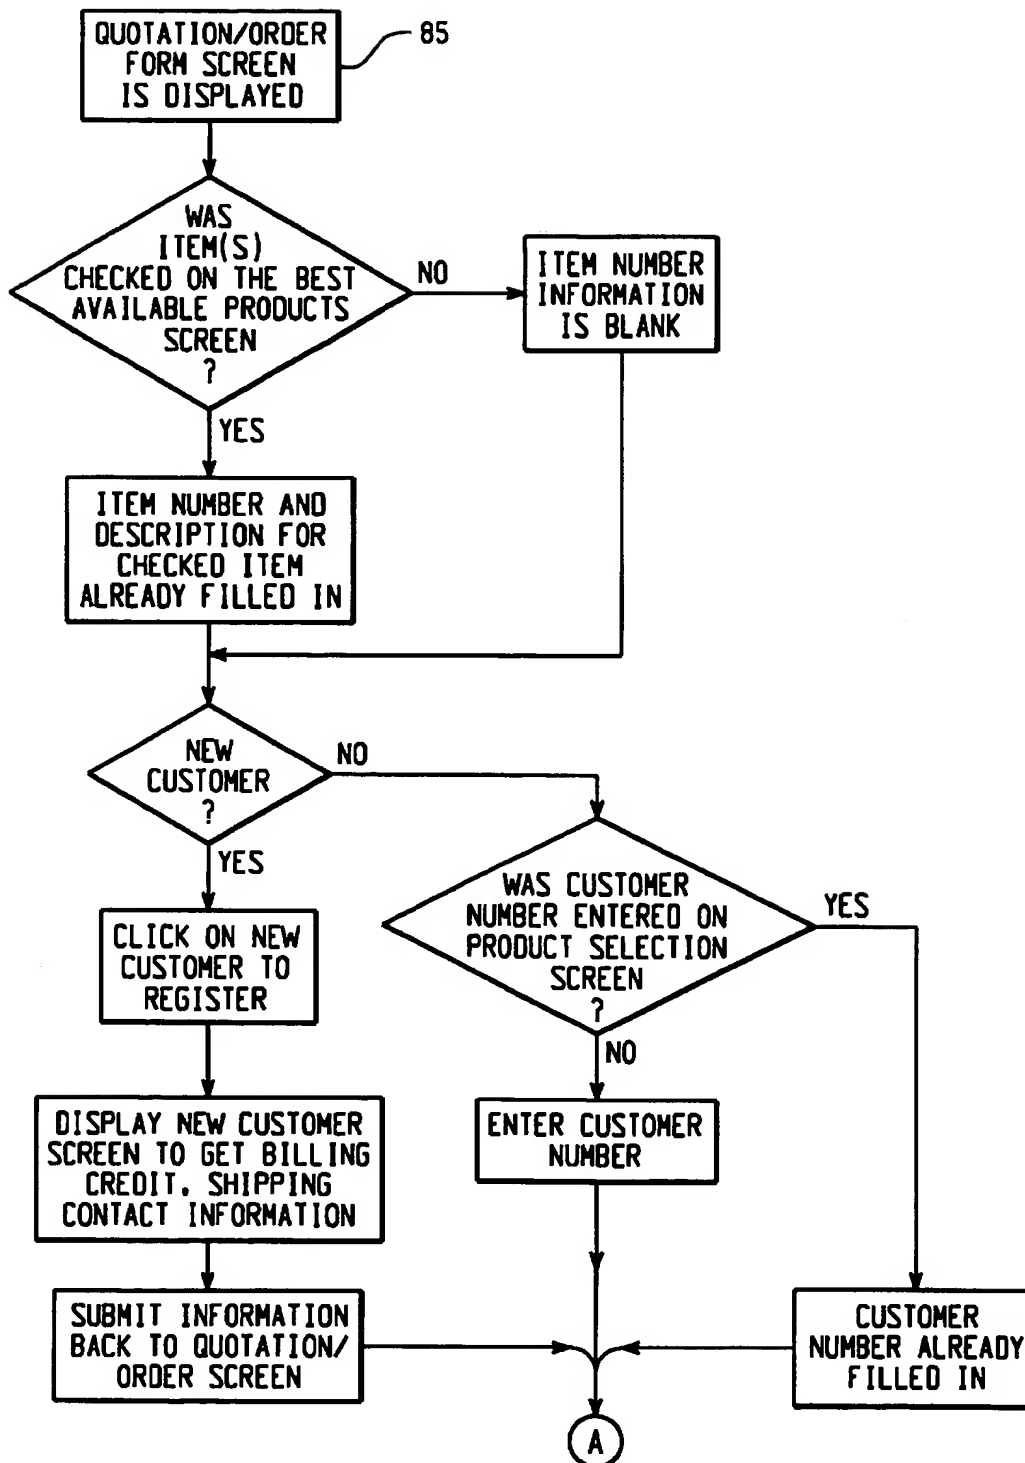 QUOTATION/ORDER
FORM SCREEN
IS DISPLAYED
85
WAS
ITEM(S)
CHECKED ON THE BEST
AVAILABLE PRODUCTS
SCREEN
?
NO
ITEM NUMBER
INFORMATION
IS BLANK
YES
ITEM NUMBER AND
DESCRIPTION FOR
CHECKED ITEM
ALREADY FILLED IN
NEW
CUSTOMER
?
NO
YES
WAS CUSTOMER
NUMBER ENTERED ON
PRODUCT SELECTION
SCREEN
?
YES
NO
CLICK ON NEW
CUSTOMER TO
REGISTER
DISPLAY NEW CUSTOMER
SCREEN TO GET BILLING
CREDIT, SHIPPING
CONTACT INFORMATION
ENTER CUSTOMER
NUMBER
SUBMIT INFORMATION
BACK TO QUOTATION/
ORDER SCREEN
CUSTOMER
NUMBER ALREADY
FILLED IN
A